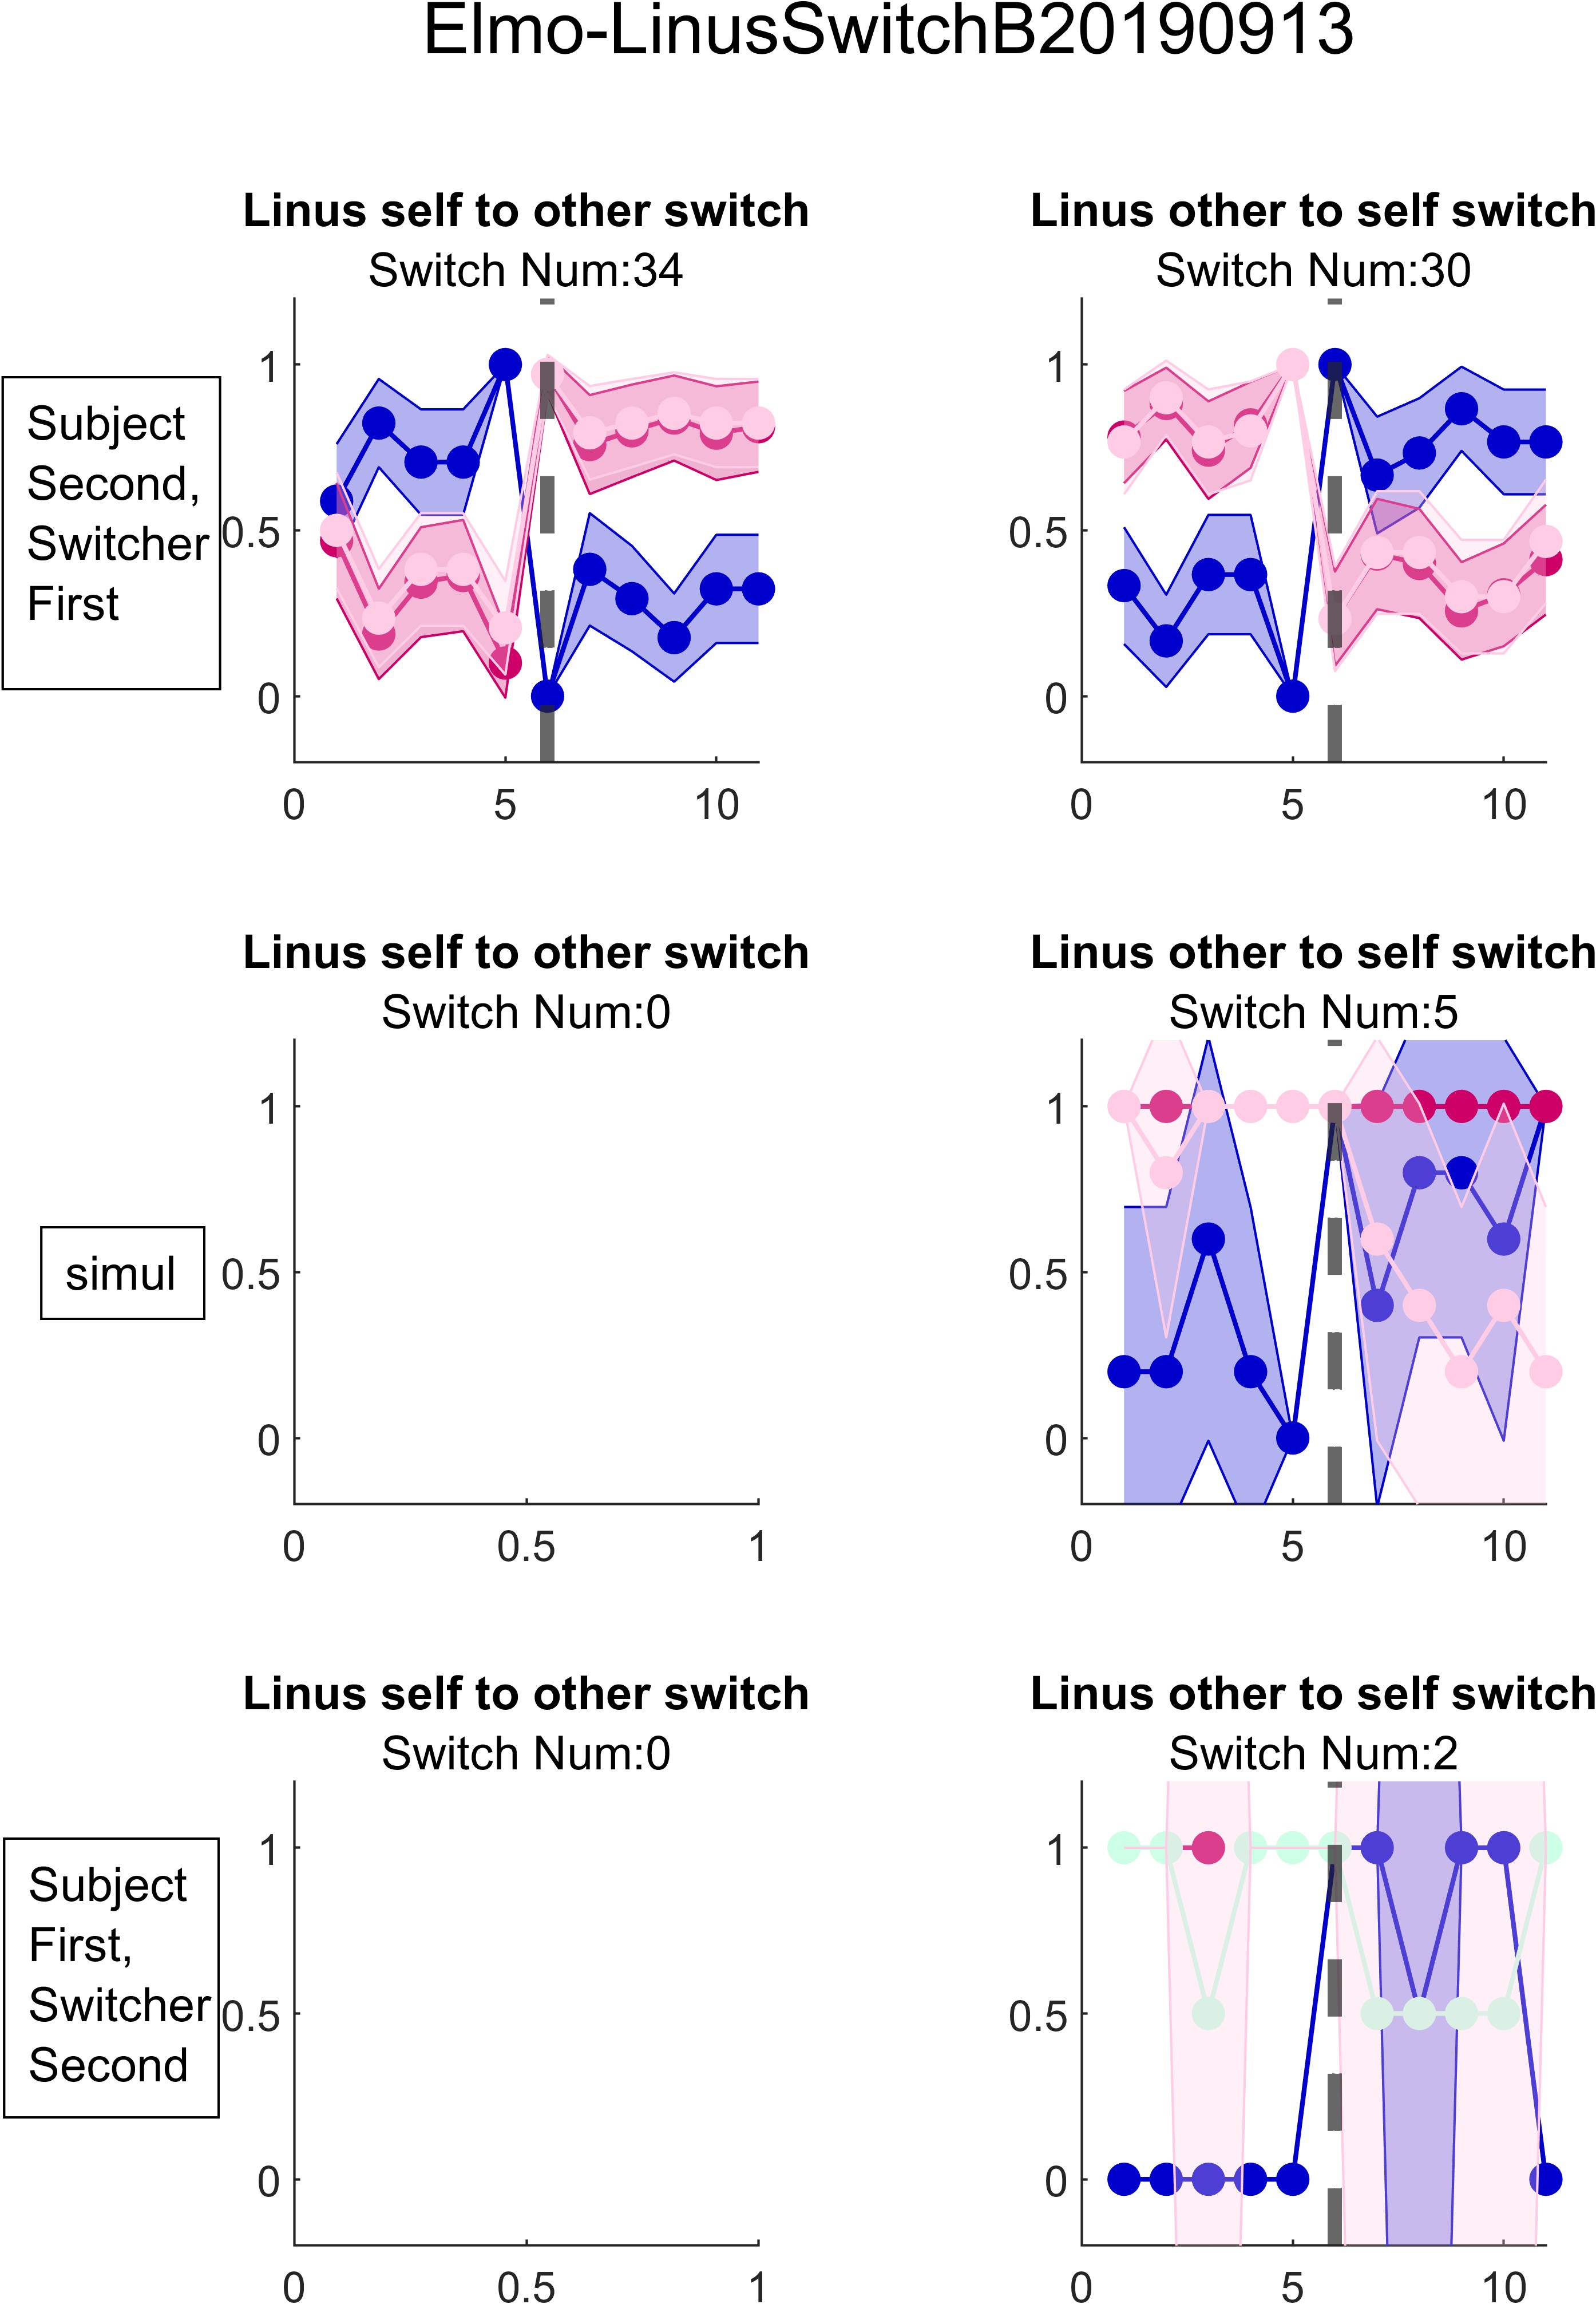 Elmo-LinusSwitchB20190913
Linus self to other switch
Switch Num:34
Linus other to self switch
Switch Num:30
Subject
Second,
Switcher
First
1
0.5
0
0
5
10
1
0.5
0
0
5
10
Linus self to other switch
Switch Num:0
Linus other to self switch
Switch Num:5
simul
1
0.5
0
0
0.5
1
1
0.5
0
0
5
10
Linus self to other switch
Switch Num:0
Linus other to self switch
Switch Num:2
Subject
First,
Switcher
Second
1
0.5
0
0
0.5
1
1
0.5
0
0
5
10